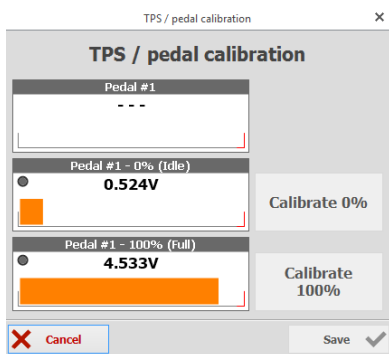 TPS / pedal calibration
TPS / pedal calibration
Pedal #1
- - -
Pedal #1 - 0% (Idle)
0.524V
Calibrate 0%
Pedal #1 - 100% (Full)
4.533V
Calibrate
100%
Cancel
Save